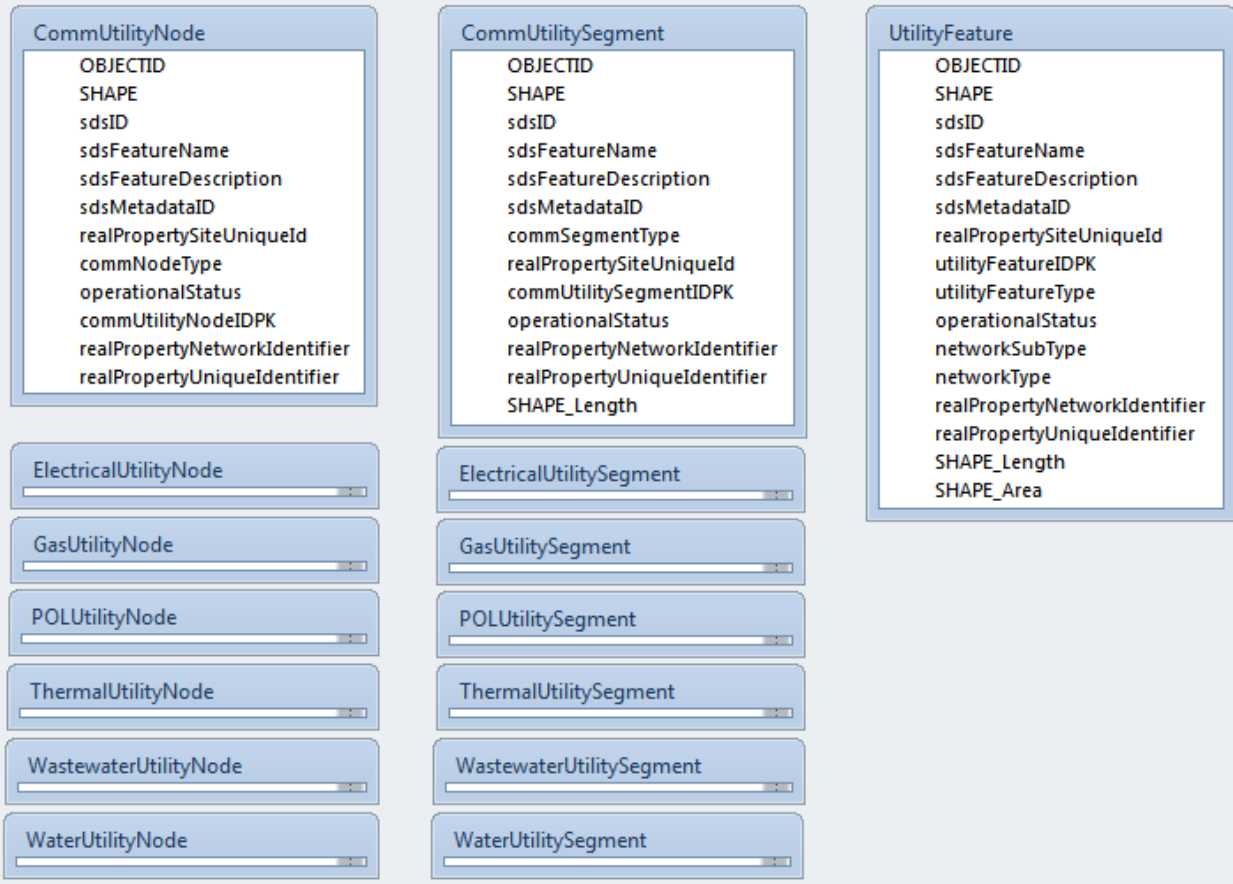 CommUtilityNode
OBJECTID
SHAPE
sdsID
sdsFeatureName
sdsFeatureDescription
sdsMetadataID
realPropertySiteUniqueId
commNodeType
operationalStatus
commUtilityNodeIDPK
realPropertyNetworkIdentifier
realPropertyUniqueIdentifier
ElectricalUtilityNode
GasUtilityNode
POLUtilityNode
ThermalUtilityNode
WastewaterUtilityNode
WaterUtilityNode
CommUtilitySegment
OBJECTID
SHAPE
sdsID
sdsFeatureName
sdsFeatureDescription
sdsMetadataID
commSegmentType
realPropertySiteUniqueId
commUtilitySegmentIDPK
operationalStatus
realPropertyNetworkIdentifier
realPropertyUniqueIdentifier
SHAPE_Length
ElectricalUtilitySegment
GasUtilitySegment
POLUtilitySegment
ThermalUtilitySegment
WastewaterUtilitySegment
WaterUtilitySegment
UtilityFeature
OBJECTID
SHAPE
sdsID
sdsFeatureName
sdsFeatureDescription
sdsMetadataID
realPropertySiteUniqueId
utilityFeatureIDPK
utilityFeatureType
operationalStatus
networkSubType
networkType
realPropertyNetworkIdentifier
realPropertyUniqueIdentifier
SHAPE_Length
SHAPE_Area